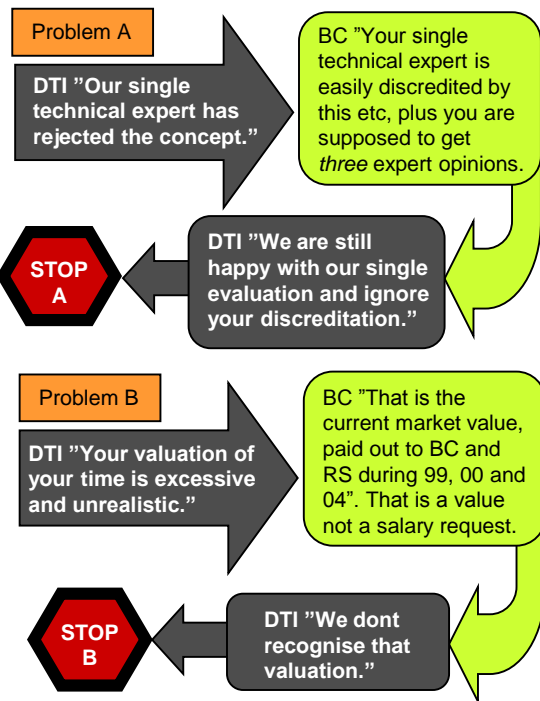 Problem A
DTI ”Our single
technical expert has
rejected the concept.”
BC ”Your single
technical expert is
easily discredited by
this etc, plus you are
supposed to get
three expert opinions.
DTI ”We are still
happy with our single
evaluation and ignore
your discreditation.”
STOP
A
Problem B
DTI ”Your valuation of
your time is excessive
and unrealistic.”
BC ”That is the
current market value,
paid out to BC and
RS during 99, 00 and
04”. That is a value
not a salary request.
DTI ”We dont
recognise that
valuation.”
STOP
B